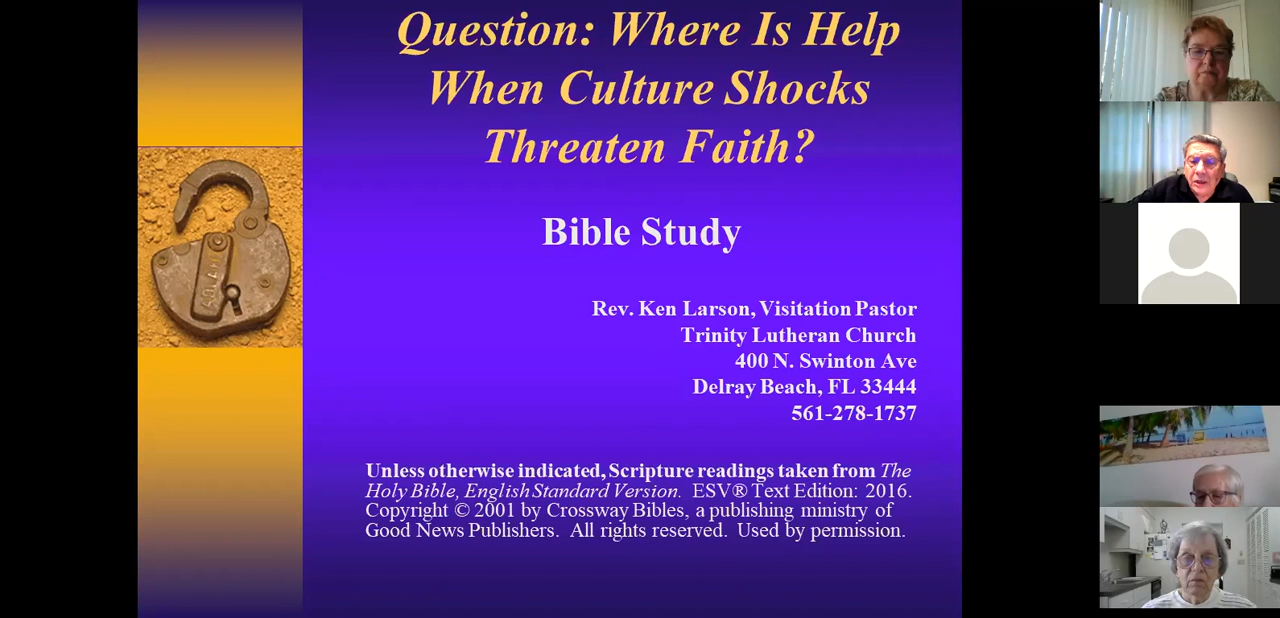 Question: Where Is Help
When Culture Shocks
Threaten Faith?
Bible Study
Rev. Ken Larson, Visitation Pastor
Trinity Lutheran Church
400 N. Swinton Ave
Delray Beach, FL 33444
561-278-1737
Unless otherwise indicated, Scripture readings taken from The
Holy Bible, English Standard Version. ESV® Text Edition: 2016.
Copyright © 2001 by Crossway Bibles, a publishing ministry of
Good News Publishers. All rights reserved. Used by permission.